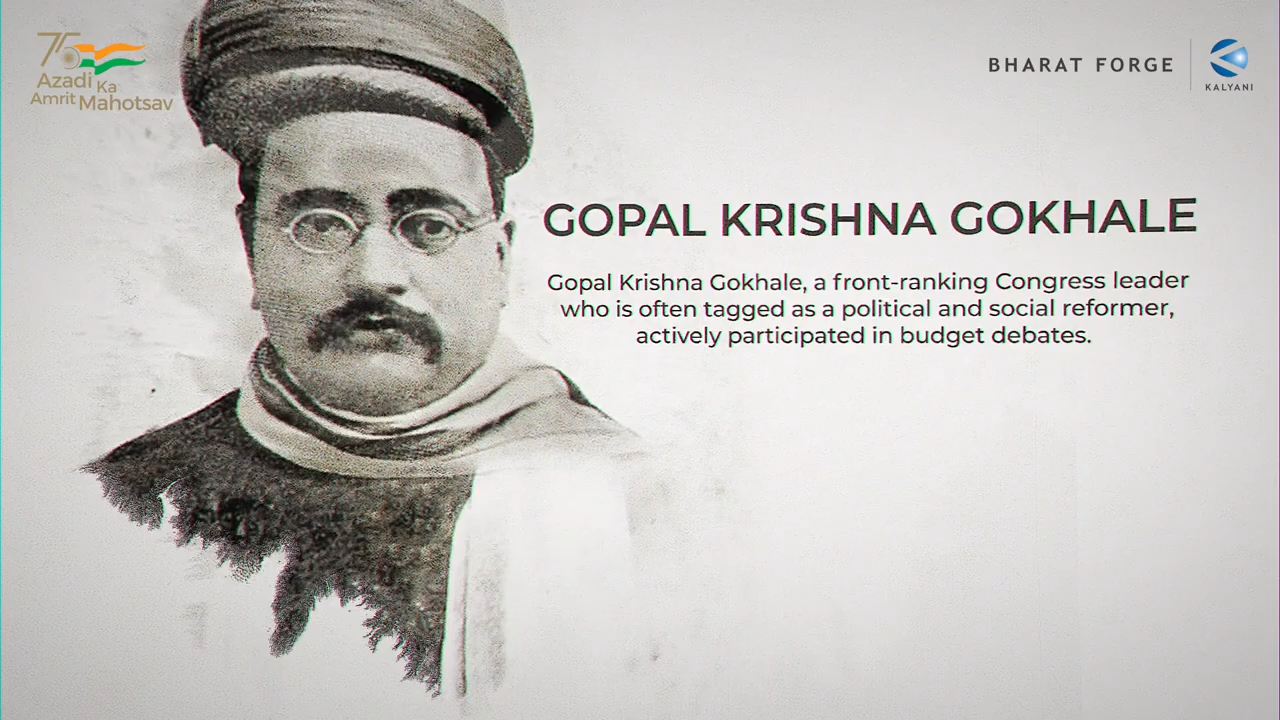 75
Azadi Ka
Amrit Mahotsav
BHARAT FORGE
KALYANI
GOPAL KRISHNA GOKHALE
Gopal Krishna Gokhale, a front-ranking Congress leader
who is often tagged as a political and social reformer,
actively participated in budget debates.